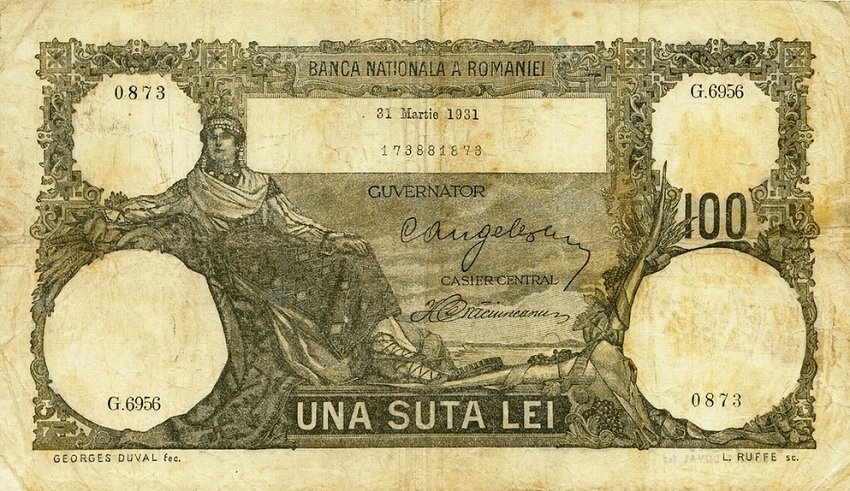 BANCA NATIONALA A ROMANIEI
0873
G.6956
31 Martie 1931
173881873
GUVERNATOR
C Angelescu
100
CASIER CENTRAL
G.6956
0873
UNA SUTA LEI
GEORGES DUVAL fec.
L. RUFFE sc.